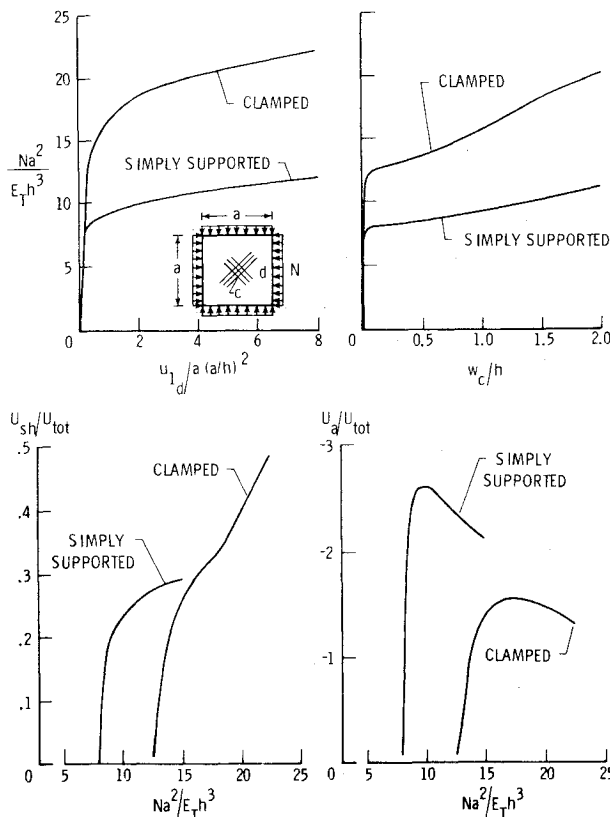 25
20
15
10
5
0
Na²
E_T h³
CLAMPED
SIMPLY SUPPORTED
a
a
N
d
c
2
4
6
8
u_1_d / a (a/h)²
CLAMPED
SIMPLY SUPPORTED
0
0.5
1.0
1.5
2.0
w_c/h
U_sh/U_tot
.5
.4
.3
.2
.1
0
CLAMPED
SIMPLY
SUPPORTED
5
10
15
20
25
Na²/E_T h³
U_a/U_tot
-3
-2
-1
0
SIMPLY
SUPPORTED
CLAMPED
5
10
15
20
25
Na²/E_T h³